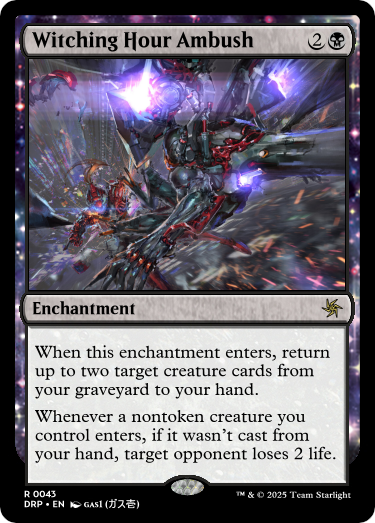 Witching Hour Ambush 2
Enchantment
When this enchantment enters, return
up to two target creature cards from
your graveyard to your hand.
Whenever a nontoken creature you
control enters, if it wasn't cast from
your hand, target opponent loses 2 life.
R 0043
DRP • EN GAS1 (ガス壱)
™ & © 2025 Team Starlight